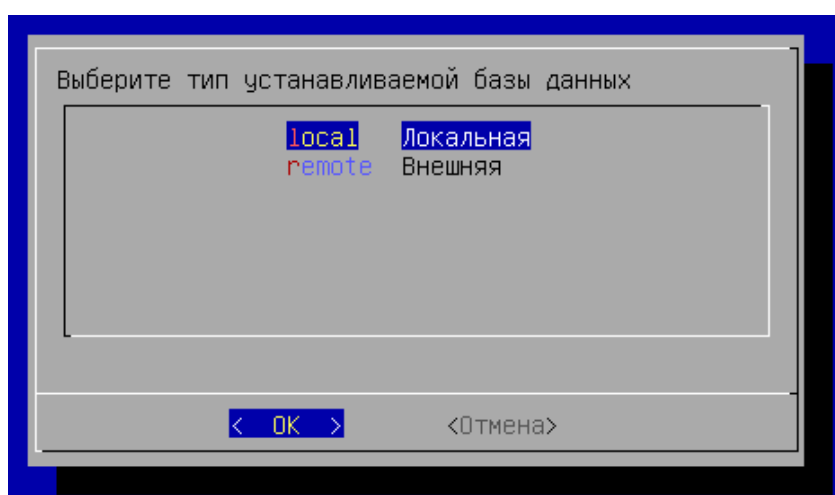 Выберите тип устанавливаемой базы данных
local Локальная
remote Внешняя
< OK > <Отмена>